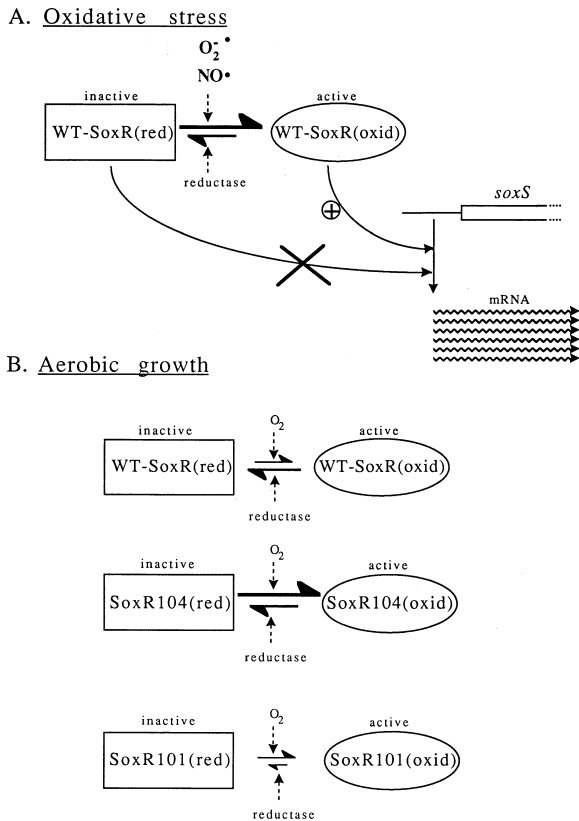 A. Oxidative stress
O₂⁻•
NO•
inactive active
WT-SoxR(red) WT-SoxR(oxid)
reductase
soxS
+
mRNA
B. Aerobic growth
O₂
inactive active
WT-SoxR(red) WT-SoxR(oxid)
reductase
O₂
inactive active
SoxR104(red) SoxR104(oxid)
reductase
O₂
inactive active
SoxR101(red) SoxR101(oxid)
reductase